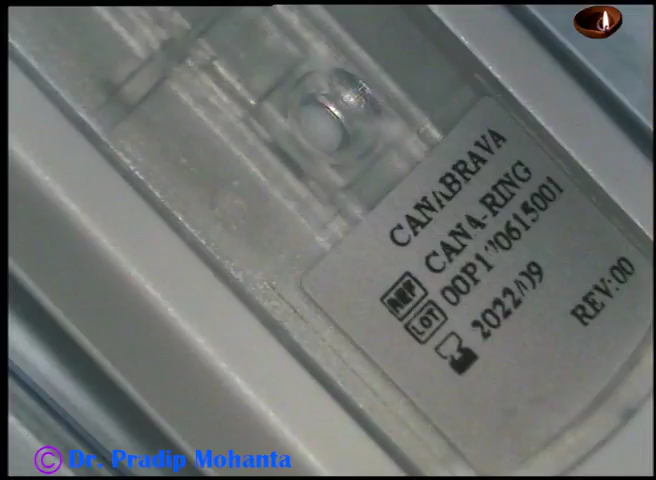 CANABRAVA
REF CANA-RING
LOT
2022/09
REV:00
© Dr. Pradip Mohanta